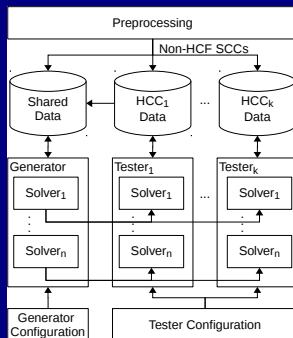 Preprocessing
Non-HCF SCCs
Shared Data
HCC1 Data
...
HCCk Data
Generator
Tester1
Testerk
Solver1
Solver1
...
Solver1
Solvern
Solvern
Solvern
Generator Configuration
Tester Configuration